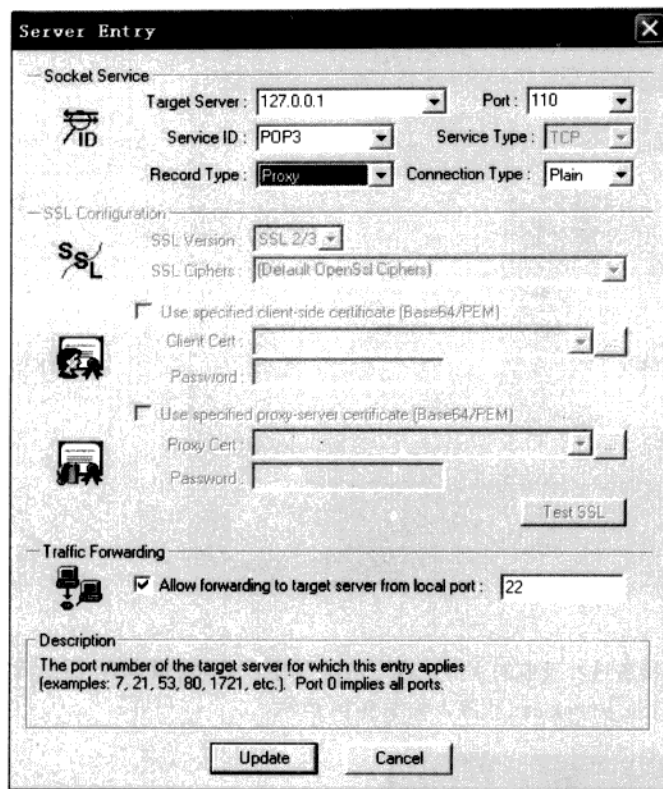 Server Entry
Socket Service
Target Server : 127.0.0.1 Port : 110
ID Service ID : POP3 Service Type : TCP
Record Type : Proxy Connection Type : Plain
SSL Configuration
SSL SSL Version : SSL 2/3
SSL Ciphers : (Default OpenSsl Ciphers)
Use specified client-side certificate (Base64/PEM)
Client Cert : ...
Password :
Use specified proxy-server certificate (Base64/PEM)
Proxy Cert : ...
Password :
Test SSL
Traffic Forwarding
Allow forwarding to target server from local port : 22
Description
The port number of the target server for which this entry applies
(examples: 7, 21, 53, 80, 1721, etc.). Port 0 implies all ports.
Update Cancel